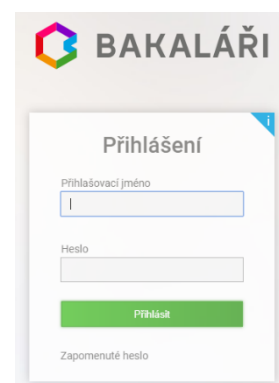 BAKALÁŘI
i
Přihlášení
Přihlašovací jméno
Heslo
Přihlásit
Zapomenuté heslo